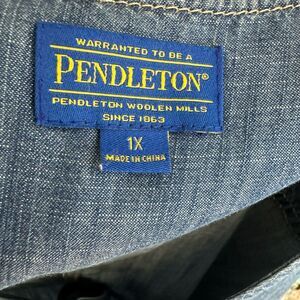 WARRANTED TO BE A
PENDLETON®
PENDLETON WOOLEN MILLS
SINCE 1863
1X
MADE IN CHINA